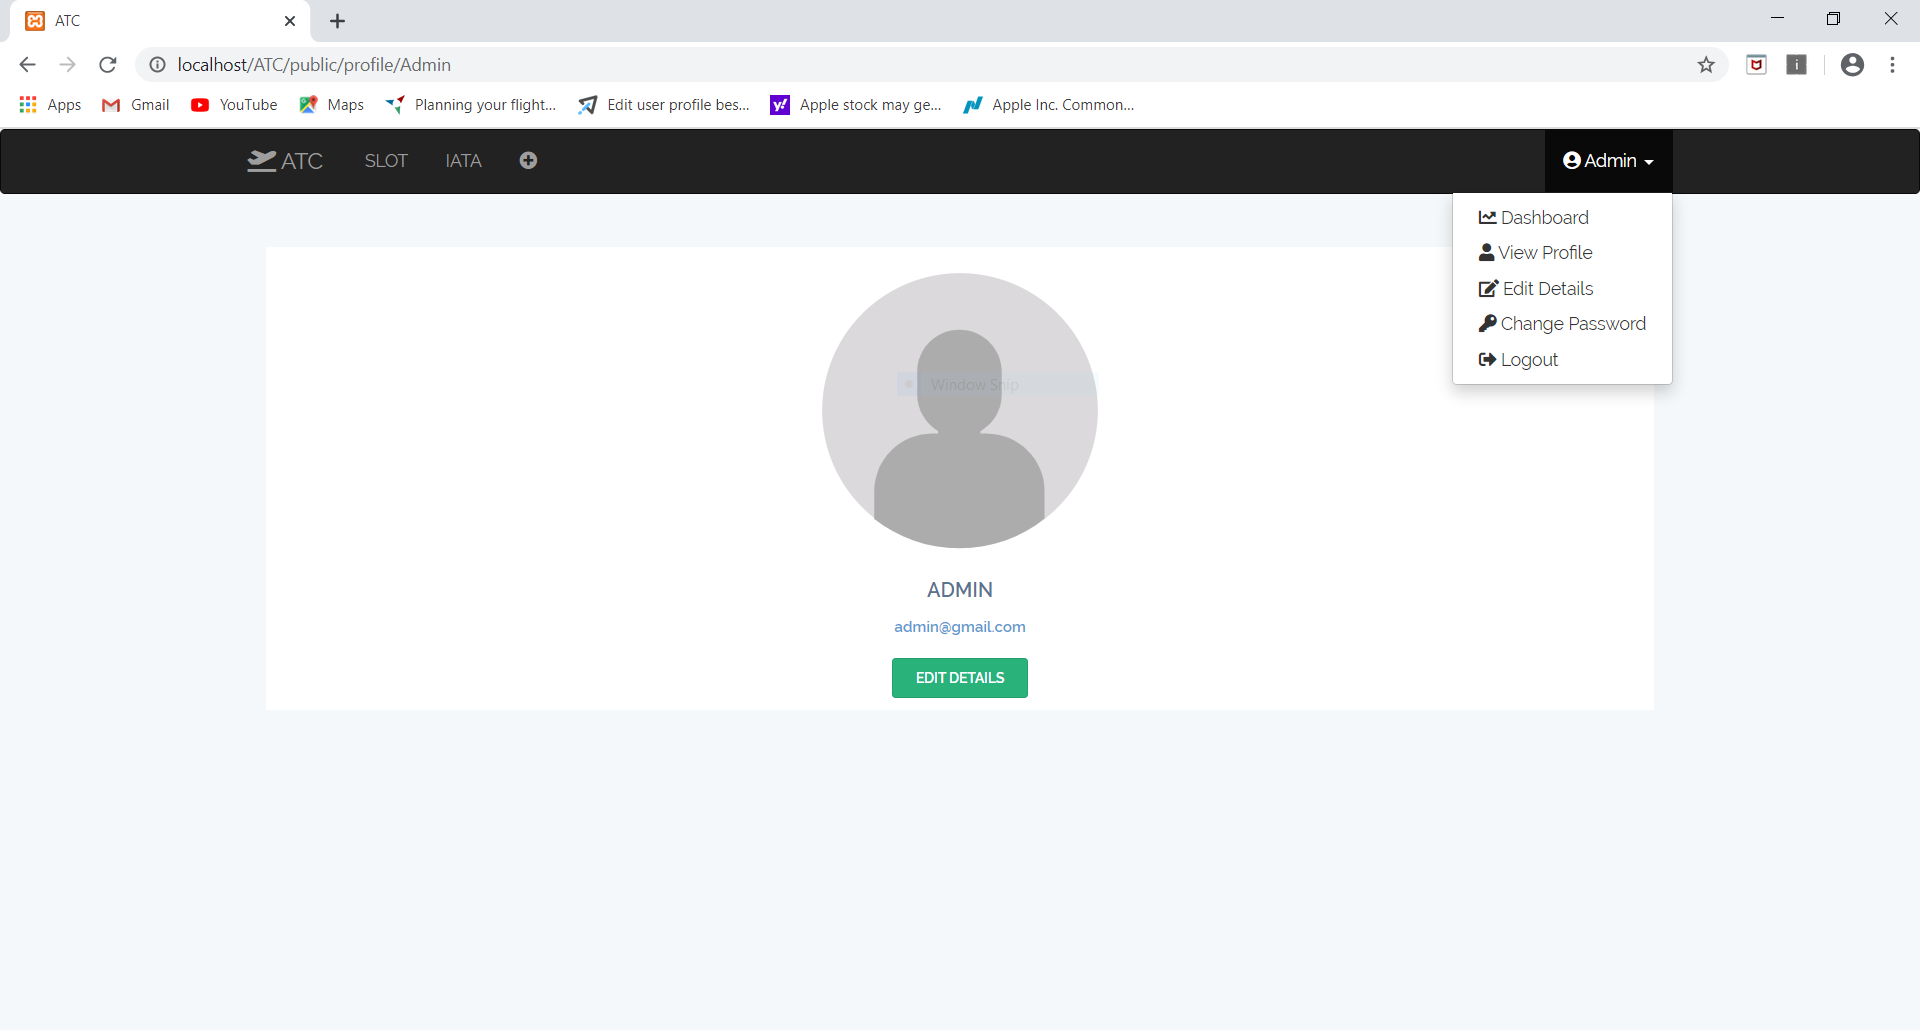 ATC
localhost/ATC/public/profile/Admin
Apps Gmail YouTube Maps Planning your flight... Edit user profile bes... Apple stock may ge... Apple Inc. Common...
ATC SLOT IATA Admin
Dashboard
View Profile
Edit Details
Change Password
Logout
Window Snip
ADMIN
admin@gmail.com
EDIT DETAILS